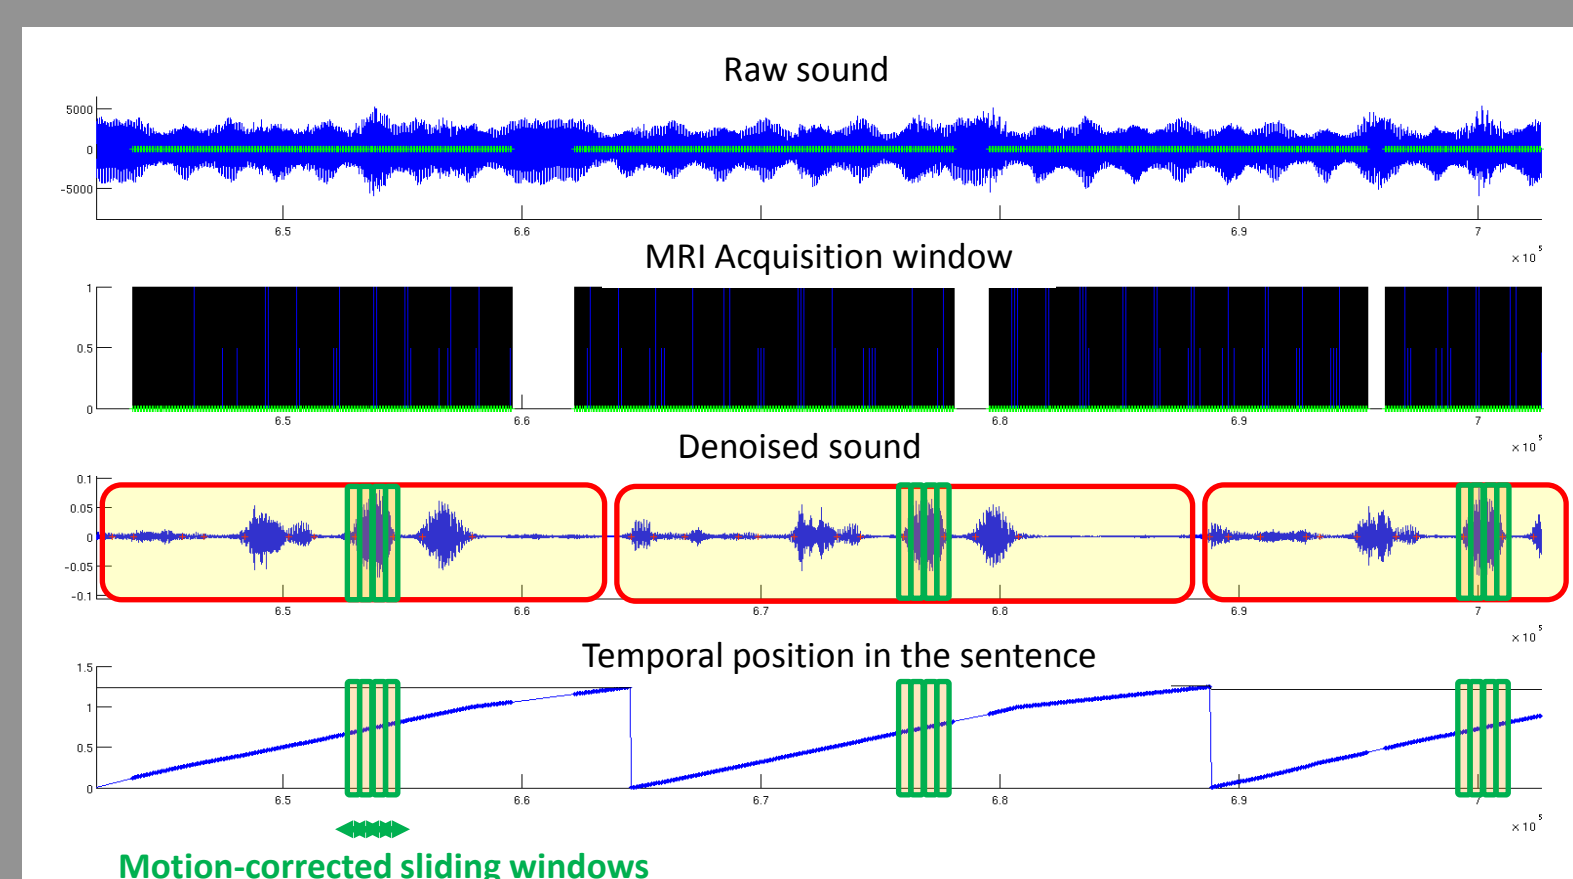 Raw sound
5000
0
-5000
6.5 6.6 6.9 7
×10^5
MRI Acquisition window
1
0.5
0
6.5 6.6 6.8 6.9 7
×10^5
Denoised sound
0.1
0.05
0
-0.05
-0.1
6.5 6.6 6.7 6.8 6.9 7
×10^5
Temporal position in the sentence
1.5
1
0.5
0
6.5 6.6 6.7 6.8 6.9 7
×10^5
Motion-corrected sliding windows